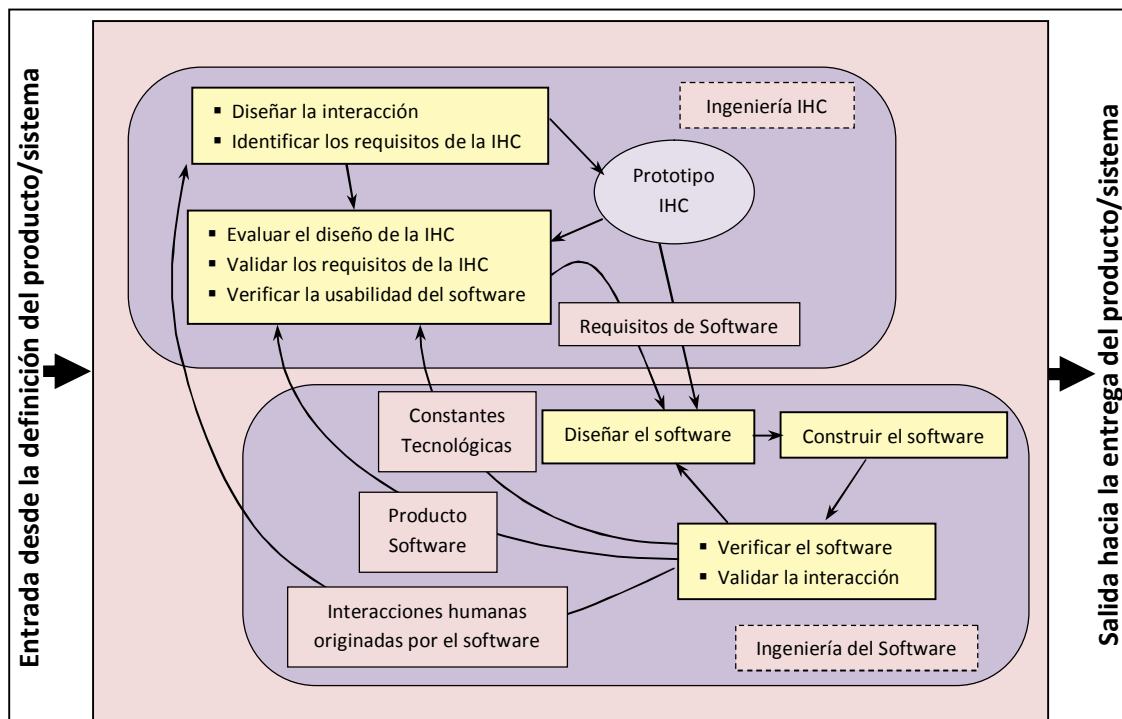 Entrada desde la definición del producto/sistema
Ingeniería IHC
▪ Diseñar la interacción
▪ Identificar los requisitos de la IHC
Prototipo
IHC
▪ Evaluar el diseño de la IHC
▪ Validar los requisitos de la IHC
▪ Verificar la usabilidad del software
Requisitos de Software
Constantes
Tecnológicas
Diseñar el software
Construir el software
Producto
Software
▪ Verificar el software
▪ Validar la interacción
Interacciones humanas
originadas por el software
Ingeniería del Software
Salida hacia la entrega del producto/sistema